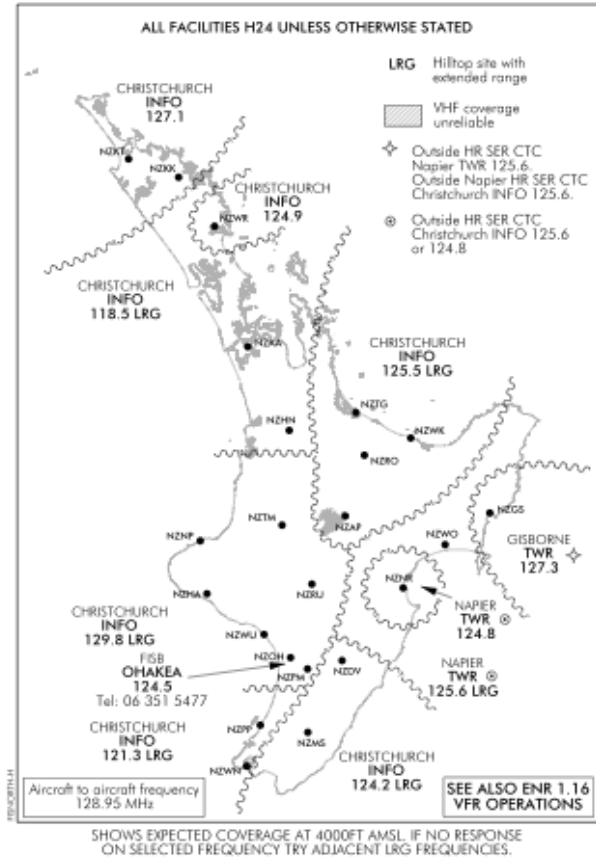 ALL FACILITIES H24 UNLESS OTHERWISE STATED
LRG Hilltop site with
extended range
VHF coverage
unreliable
Outside HR SER CTC
Napier TWR 125.6.
Outside Napier HR SER CTC
Christchurch INFO 125.6.
Outside HR SER CTC
Christchurch INFO 125.6
or 124.8
CHRISTCHURCH
INFO
127.1
NZKT
NZKK
CHRISTCHURCH
INFO
124.9
NZWR
CHRISTCHURCH
INFO
118.5 LRG
NZAA
CHRISTCHURCH
INFO
125.5 LRG
NZTG
NZHN
NZWK
NZRO
NZTM
NZAP
NZGS
NZNP
NZWO
GISBORNE
TWR
127.3
NZHA
NZRU
NZNR
NAPIER
TWR
124.8
CHRISTCHURCH
INFO
129.8 LRG
NZWU
FISB
OHAKEA
124.5
Tel: 06 351 5477
NZOH
NZPM
NZDV
NAPIER
TWR
125.6 LRG
CHRISTCHURCH
INFO
121.3 LRG
NZPP
NZMS
NZWN
CHRISTCHURCH
INFO
124.2 LRG
Aircraft to aircraft frequency
128.95 MHz
SEE ALSO ENR 1.16
VFR OPERATIONS
SHOWS EXPECTED COVERAGE AT 4000FT AMSL. IF NO RESPONSE
ON SELECTED FREQUENCY TRY ADJACENT LRG FREQUENCIES.